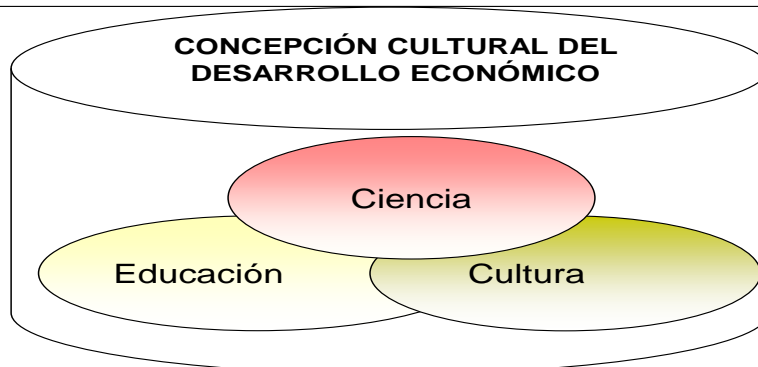 CONCEPCIÓN CULTURAL DEL
DESARROLLO ECONÓMICO
Ciencia
Educación
Cultura